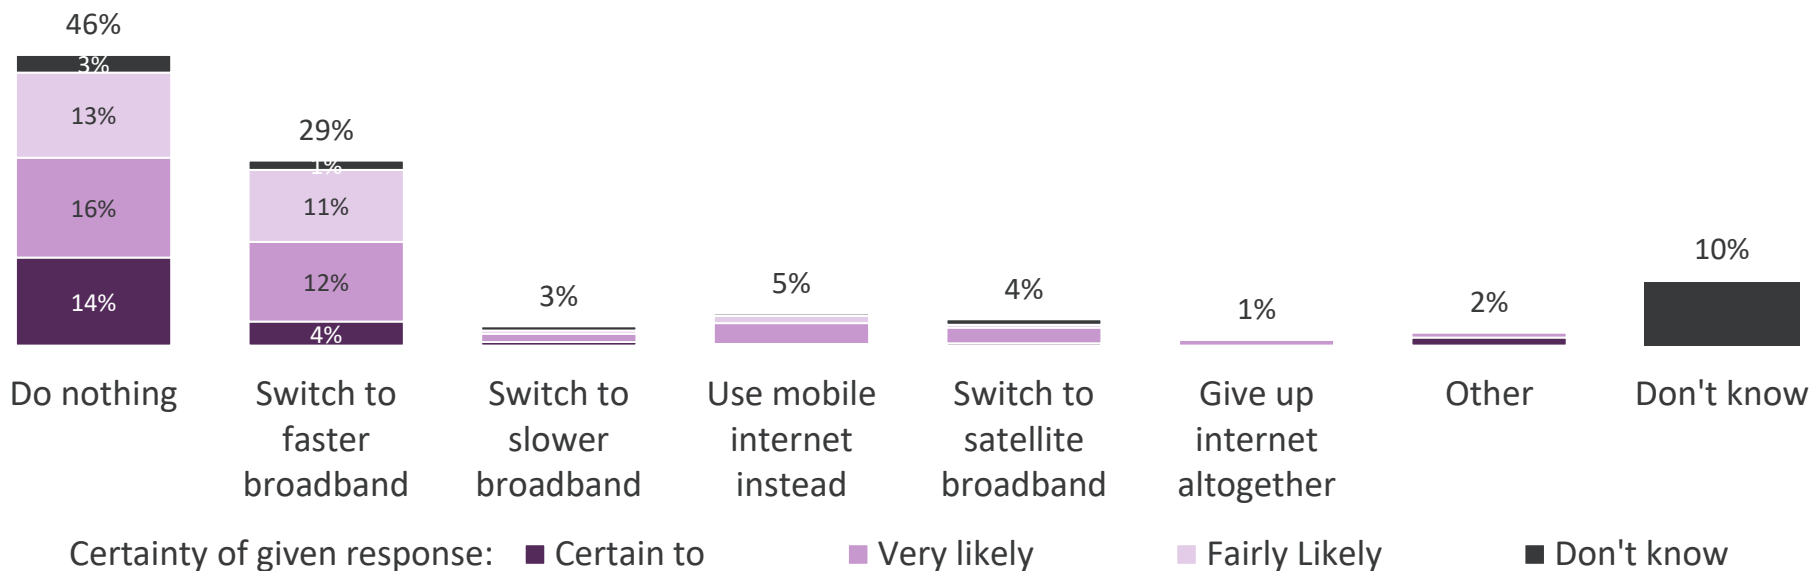 46%
3%
13%
16%
14%
29%
1%
11%
12%
4%
3%
5%
4%
1%
2%
10%
Do nothing
Switch to
faster
broadband
Switch to
slower
broadband
Use mobile
internet
instead
Switch to
satellite
broadband
Give up
internet
altogether
Other
Don't know
Certainty of given response: Certain to Very likely Fairly Likely Don't know